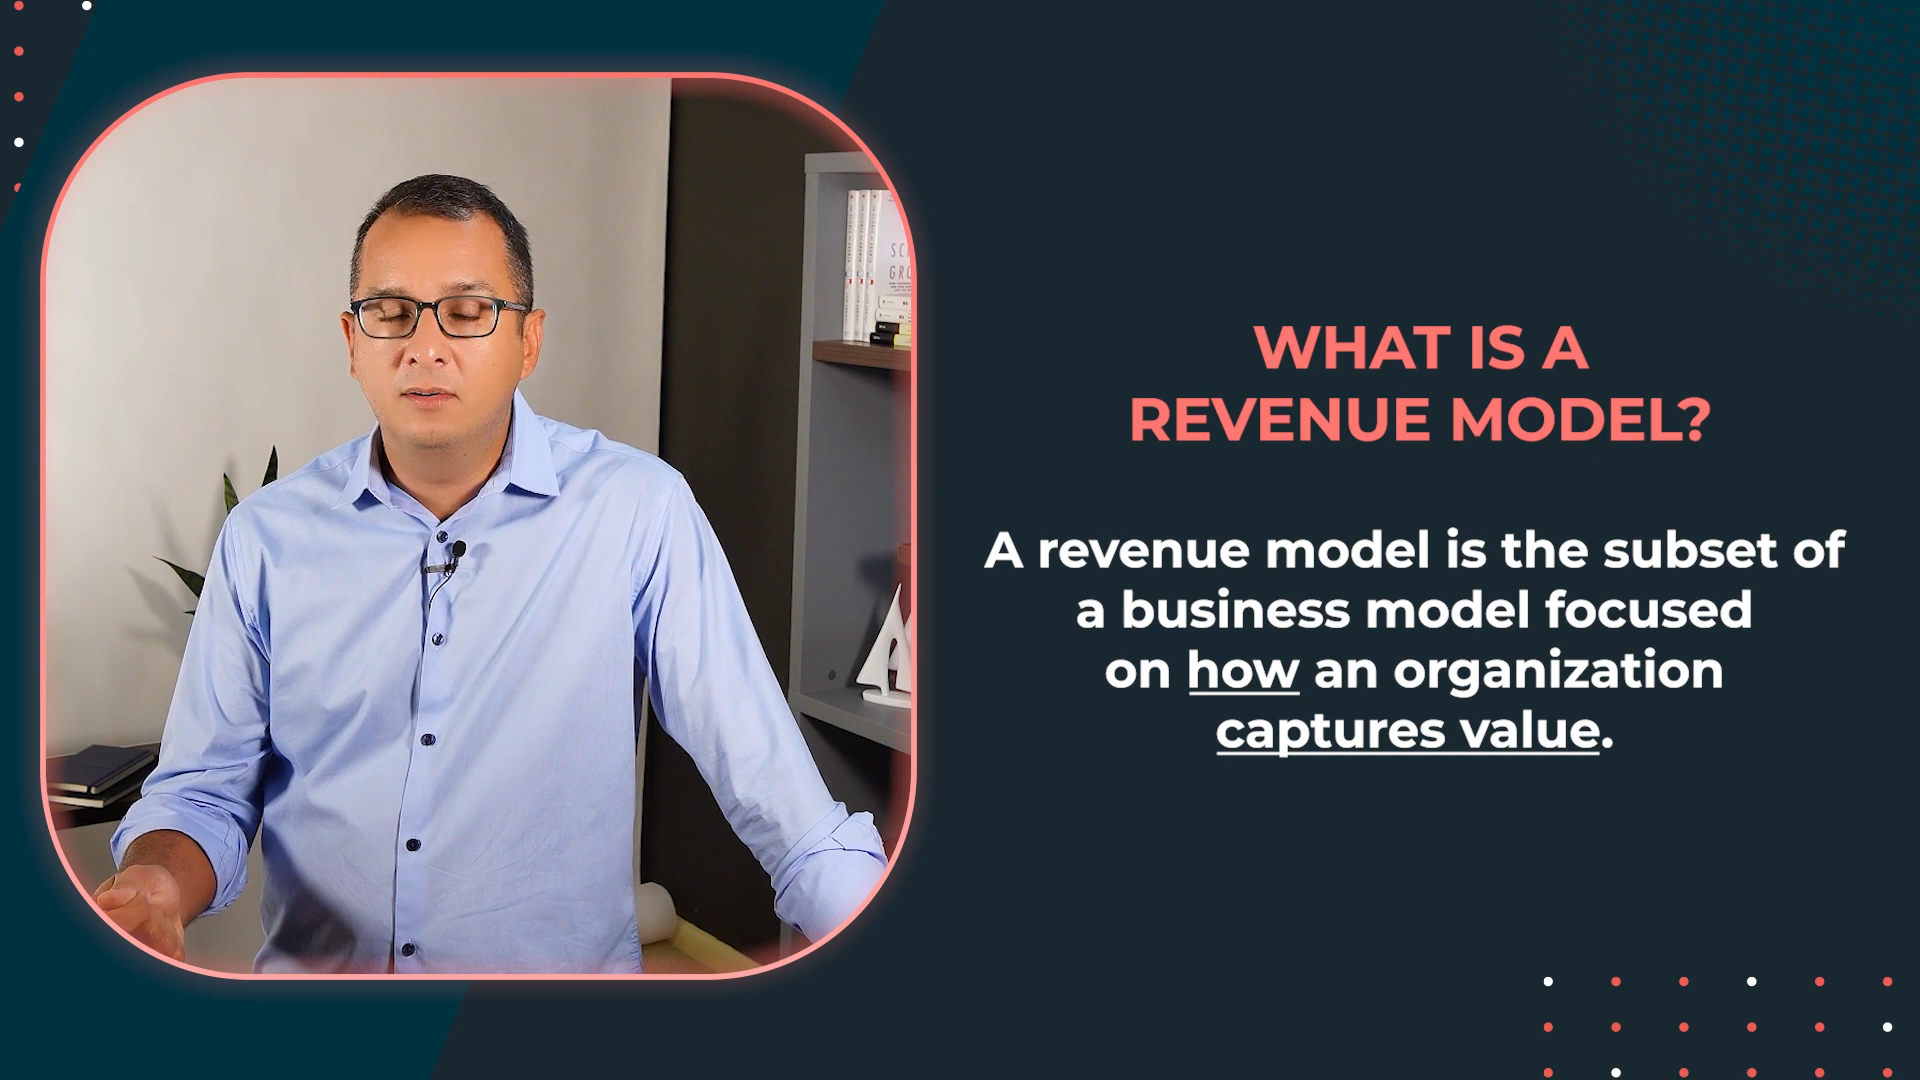 WHAT IS A
REVENUE MODEL?
A revenue model is the subset of
a business model focused
on how an organization
captures value.